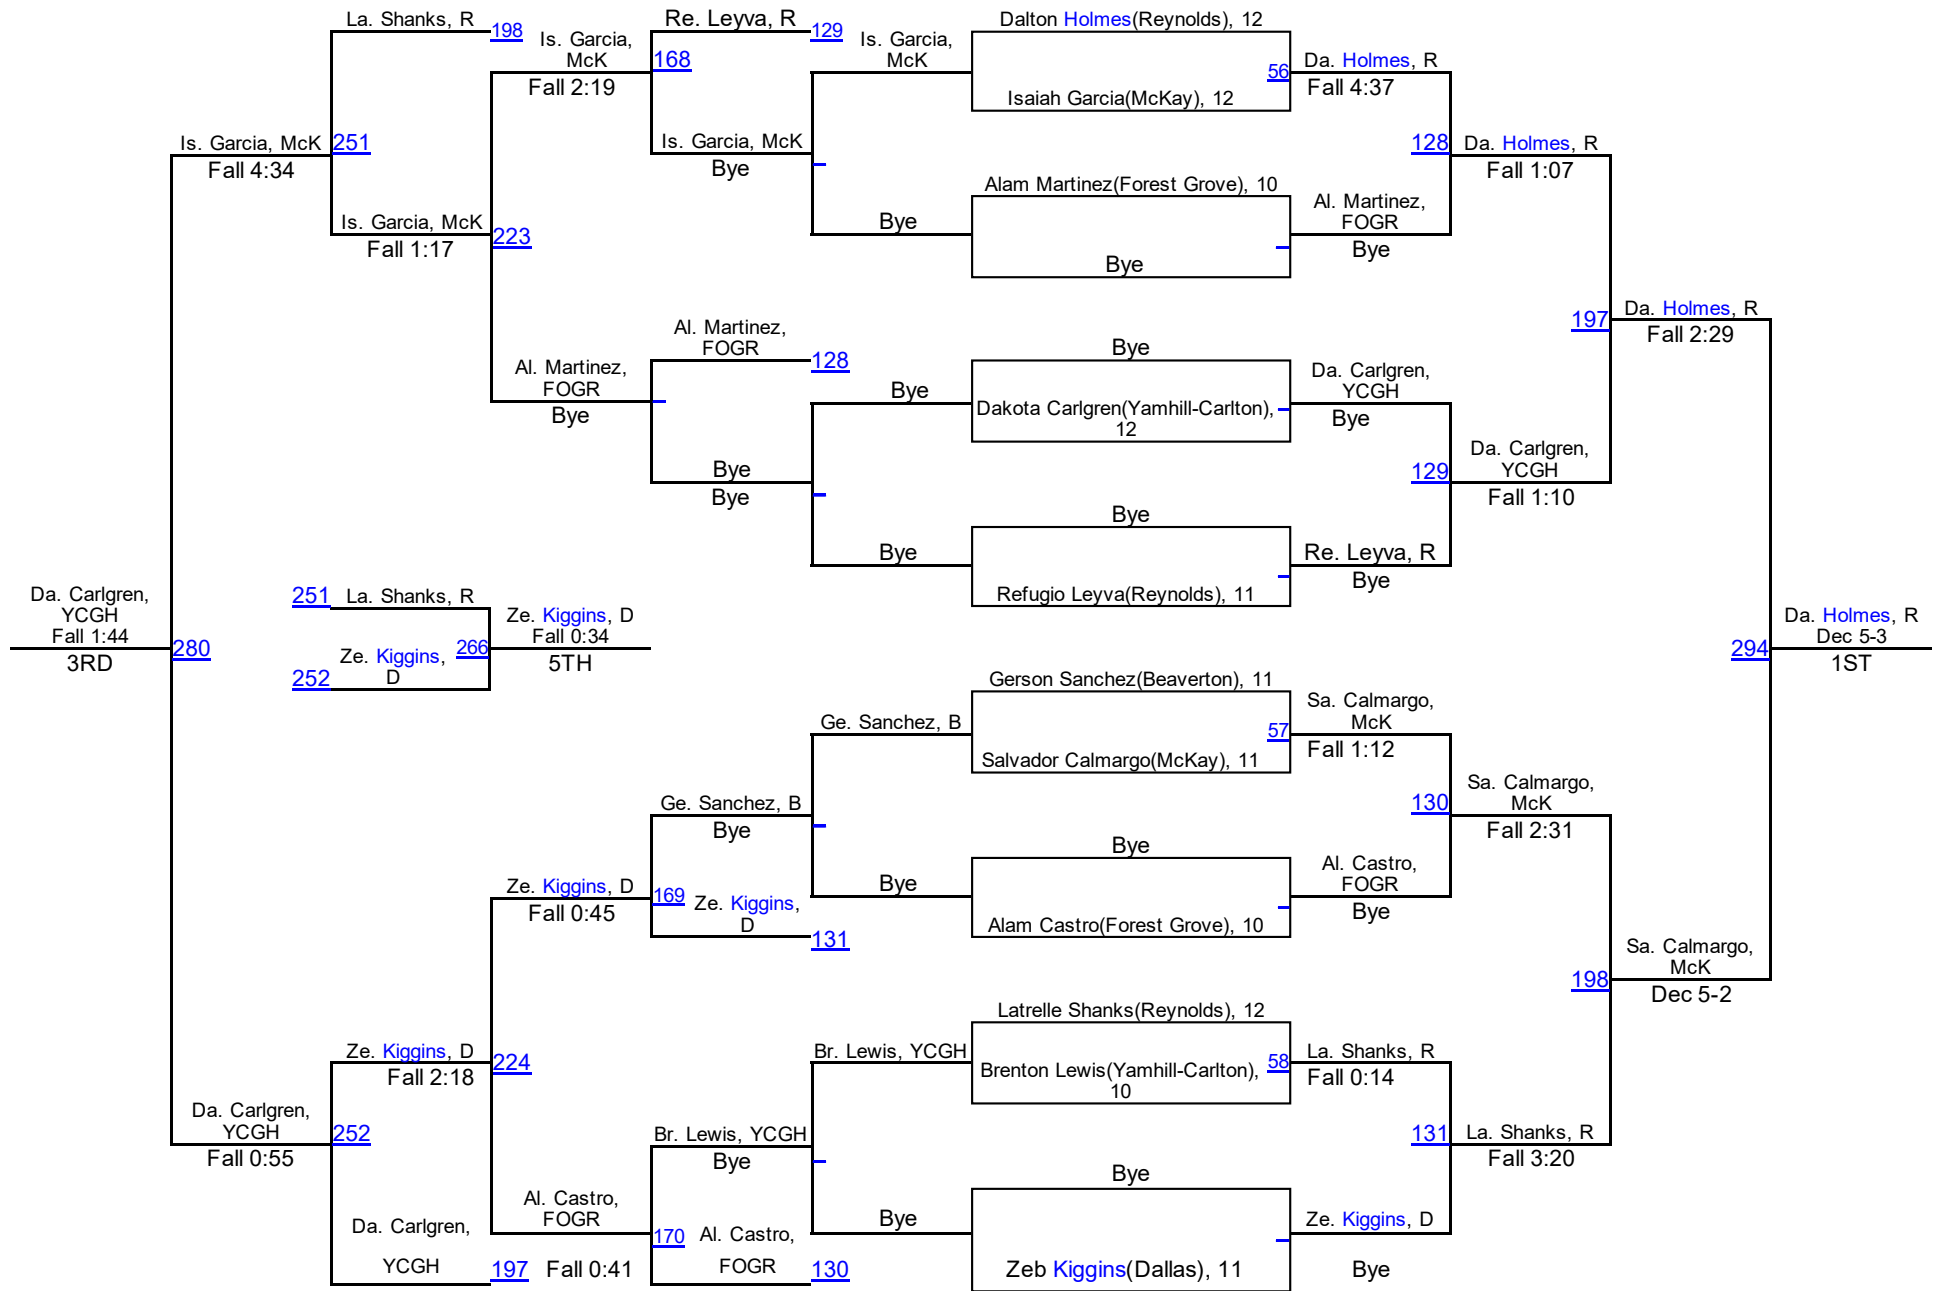 La. Shanks, R
198
Is. Garcia,
McK
Fall 2:19
Re. Leyva, R
129
168
Is. Garcia,
McK
Dalton Holmes(Reynolds), 12
56
Isaiah Garcia(McKay), 12
Da. Holmes, R
Fall 4:37
Is. Garcia, McK
251
Fall 4:34
Is. Garcia, McK
Bye
128
Da. Holmes, R
Fall 1:07
Is. Garcia, McK
223
Fall 1:17
Bye
Alam Martinez(Forest Grove), 10
Bye
Al. Martinez,
FOGR
Bye
Al. Martinez,
FOGR
128
Al. Martinez,
FOGR
Bye
Bye
Bye
Dakota Carlgren(Yamhill-Carlton),
12
Da. Carlgren,
YCGH
Bye
197
Da. Holmes, R
Fall 2:29
Bye
Bye
129
Da. Carlgren,
YCGH
Fall 1:10
Bye
Bye
Refugio Leyva(Reynolds), 11
Re. Leyva, R
Bye
Da. Carlgren,
YCGH
Fall 1:44
3RD
280
251
La. Shanks, R
252
Ze. Kiggins,
D
266
Ze. Kiggins, D
Fall 0:34
5TH
294
Da. Holmes, R
Dec 5-3
1ST
Ge. Sanchez, B
Gerson Sanchez(Beaverton), 11
57
Salvador Calmargo(McKay), 11
Sa. Calmargo,
McK
Fall 1:12
Ge. Sanchez, B
Bye
130
Sa. Calmargo,
McK
Fall 2:31
Ze. Kiggins, D
Fall 0:45
169
Ze. Kiggins,
D
131
Bye
Bye
Alam Castro(Forest Grove), 10
Al. Castro,
FOGR
Bye
198
Sa. Calmargo,
McK
Dec 5-2
Ze. Kiggins, D
Fall 2:18
224
Br. Lewis, YCGH
Latrelle Shanks(Reynolds), 12
Brenton Lewis(Yamhill-Carlton),
10
58
La. Shanks, R
Fall 0:14
Da. Carlgren,
YCGH
Fall 0:55
252
Br. Lewis, YCGH
Bye
131
La. Shanks, R
Fall 3:20
Da. Carlgren,
YCGH
197
Al. Castro,
FOGR
Fall 0:41
170
Al. Castro,
FOGR
130
Bye
Bye
Zeb Kiggins(Dallas), 11
Ze. Kiggins, D
Bye